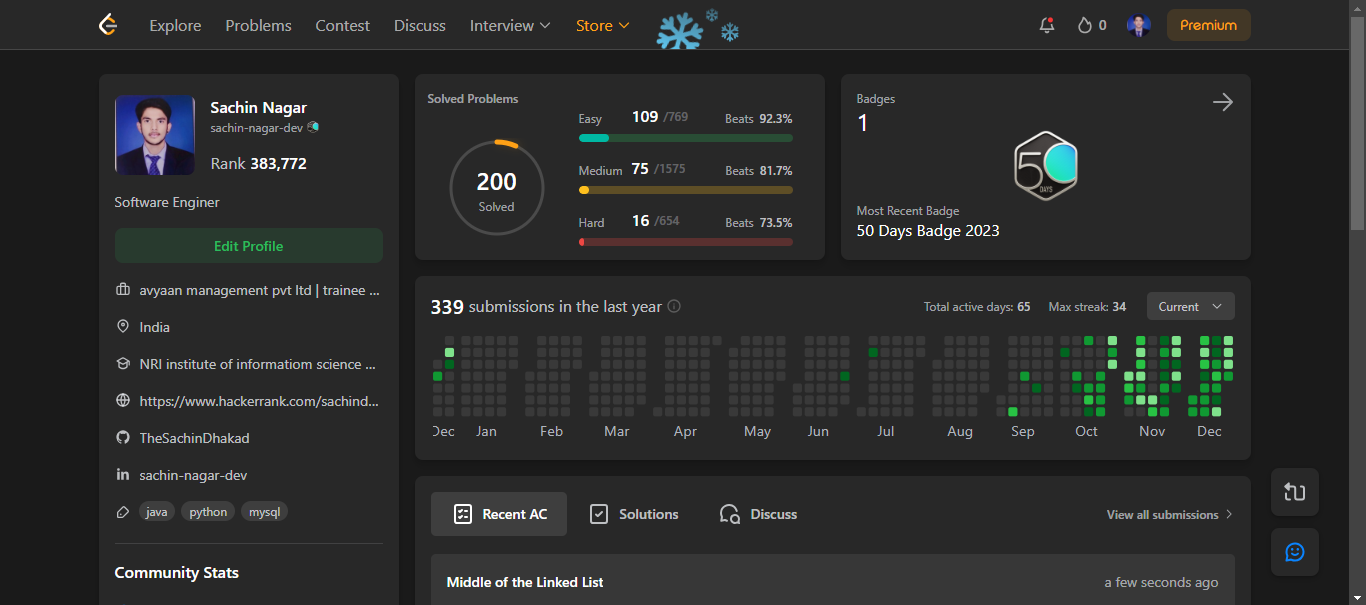 Explore Problems Contest Discuss Interview Store 0 Premium
Sachin Nagar
sachin-nagar-dev
Rank 383,772
Software Enginer
Edit Profile
avyaan management pvt ltd | trainee ...
India
NRI institute of information science ...
https://www.hackerrank.com/sachind...
TheSachinDhakad
sachin-nagar-dev
java python mysql
Community Stats
Solved Problems
200
Solved
Easy 109 /769 Beats 92.3%
Medium 75 /1575 Beats 81.7%
Hard 16 /654 Beats 73.5%
Badges
1
50
DAYS
Most Recent Badge
50 Days Badge 2023
339 submissions in the last year Total active days: 65 Max streak: 34 Current
Dec Jan Feb Mar Apr May Jun Jul Aug Sep Oct Nov Dec
Recent AC Solutions Discuss View all submissions
Middle of the Linked List a few seconds ago